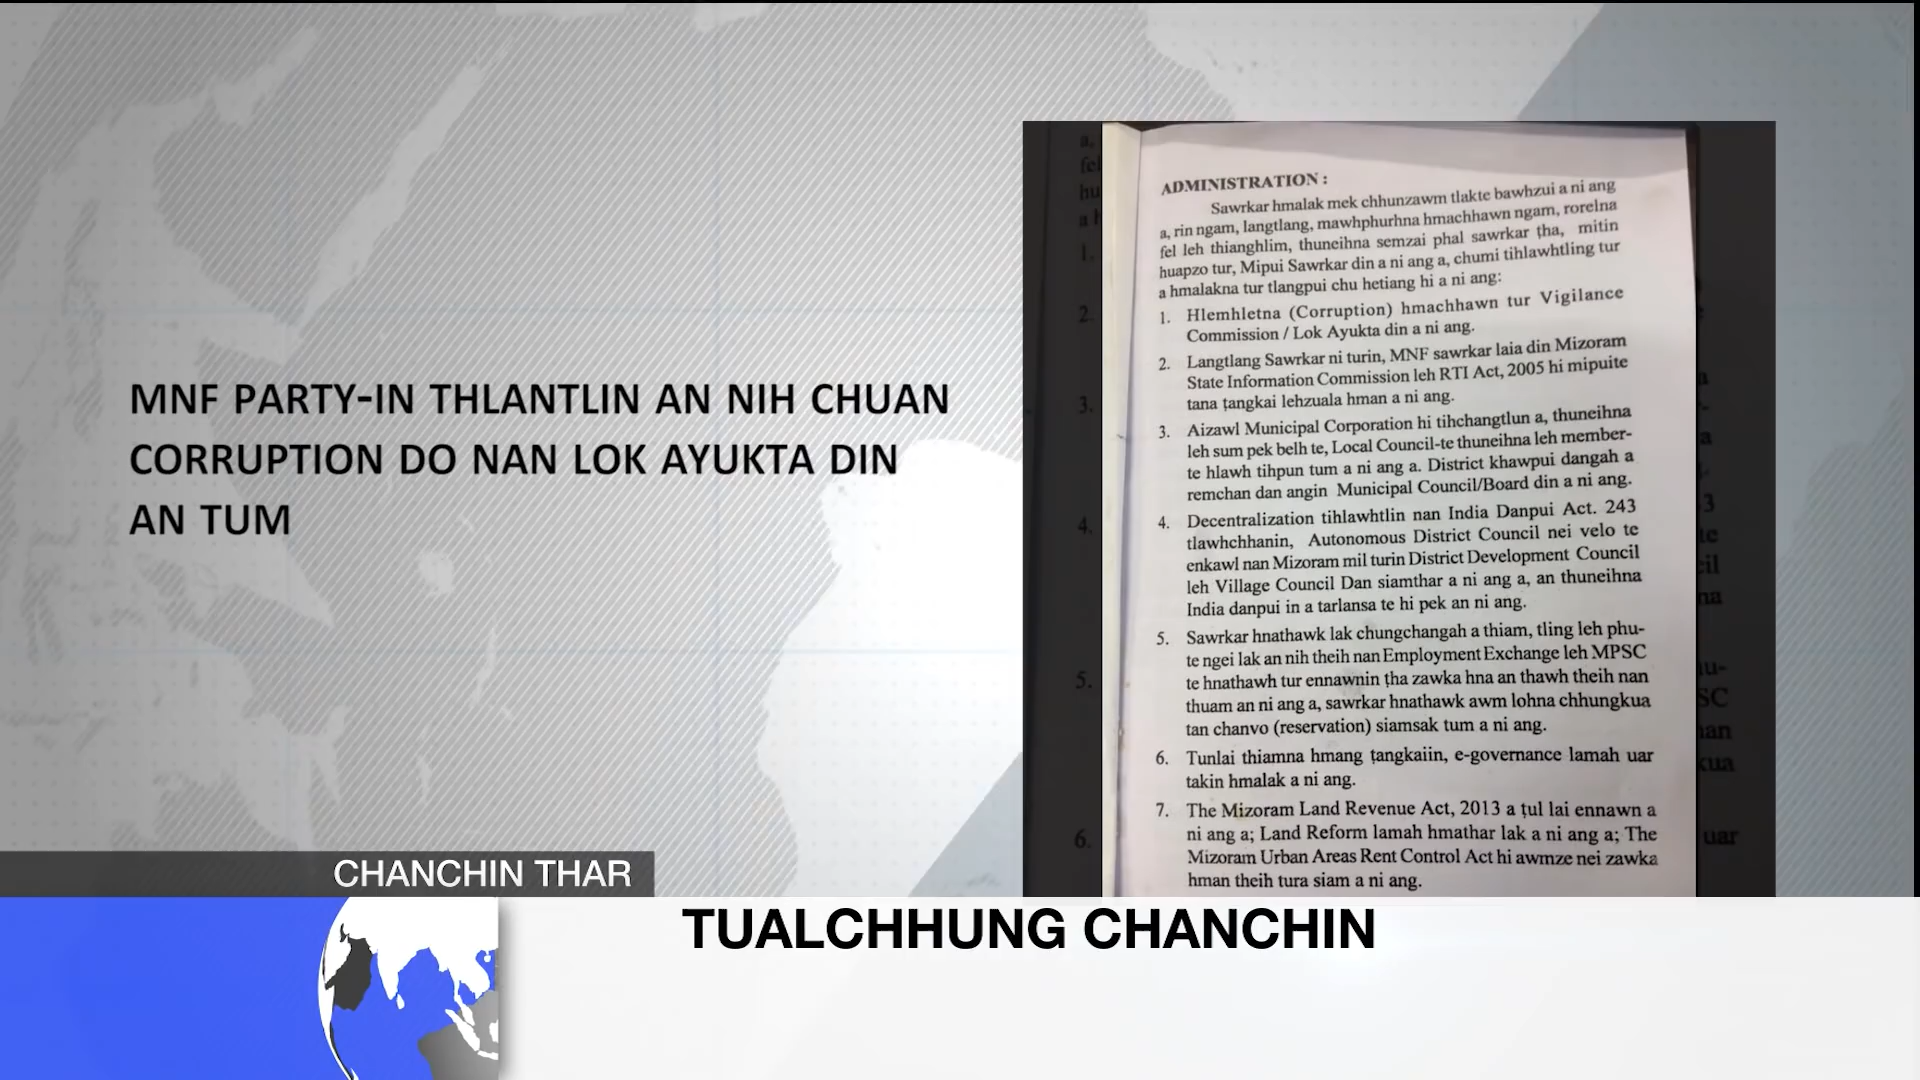 MNF PARTY-IN THLANTLIN AN NIH CHUAN
CORRUPTION DO NAN LOK AYUKTA DIN
AN TUM
ADMINISTRATION :
Sawrkar hmalak mek chhunzawm tlakte bawhzui a ni ang
a, rin ngam, langtlang, mawhphurhna hmachhawn ngam, rorelna
fel leh thianghlim, thuneihna semzai phal sawrkar ṭha, mitin
huapzo tur, Mipui Sawrkar din a ni ang a, chumi tihlawhtling tur
a hmalakna tur tlangpui chu hetiang hi a ni ang:
1. Hlemhletna (Corruption) hmachhawn tur Vigilance
Commission / Lok Ayukta din a ni ang.
2. Langtlang Sawrkar ni turin, MNF sawrkar laia din Mizoram
State Information Commission leh RTI Act, 2005 hi mipuite
tana ṭangkai lehzuala hman a ni ang.
3. Aizawl Municipal Corporation hi tihchangtlun a, thuneihna
leh sum pek belh te, Local Council-te thuneihna leh member-
te hlawh tihpun tum a ni ang a. District khawpui dangah a
remchan dan angin Municipal Council/Board din a ni ang.
4. Decentralization tihlawhtlin nan India Danpui Act. 243
tlawhchhanin, Autonomous District Council nei velo te
enkawl nan Mizoram mil turin District Development Council
leh Village Council Dan siamthar a ni ang a, an thuneihna
India danpui in a tarlansa te hi pek an ni ang.
5. Sawrkar hnathawk lak chungchangah a thiam, tling leh phu-
te ngei lak an nih theih nan Employment Exchange leh MPSC
te hnathawh tur ennawnin ṭha zawka hna an thawh theih nan
thuam an ni ang a, sawrkar hnathawk awm lohna chhungkua
tan chanvo (reservation) siamsak tum a ni ang.
6. Tunlai thiamna hmang ṭangkaiin, e-governance lamah uar
takin hmalak a ni ang.
7. The Mizoram Land Revenue Act, 2013 a ṭul lai ennawn a
ni ang a; Land Reform lamah hmathar lak a ni ang a; The
Mizoram Urban Areas Rent Control Act hi awmze nei zawka
hman theih tura siam a ni ang.
CHANCHIN THAR
TUALCHHUNG CHANCHIN